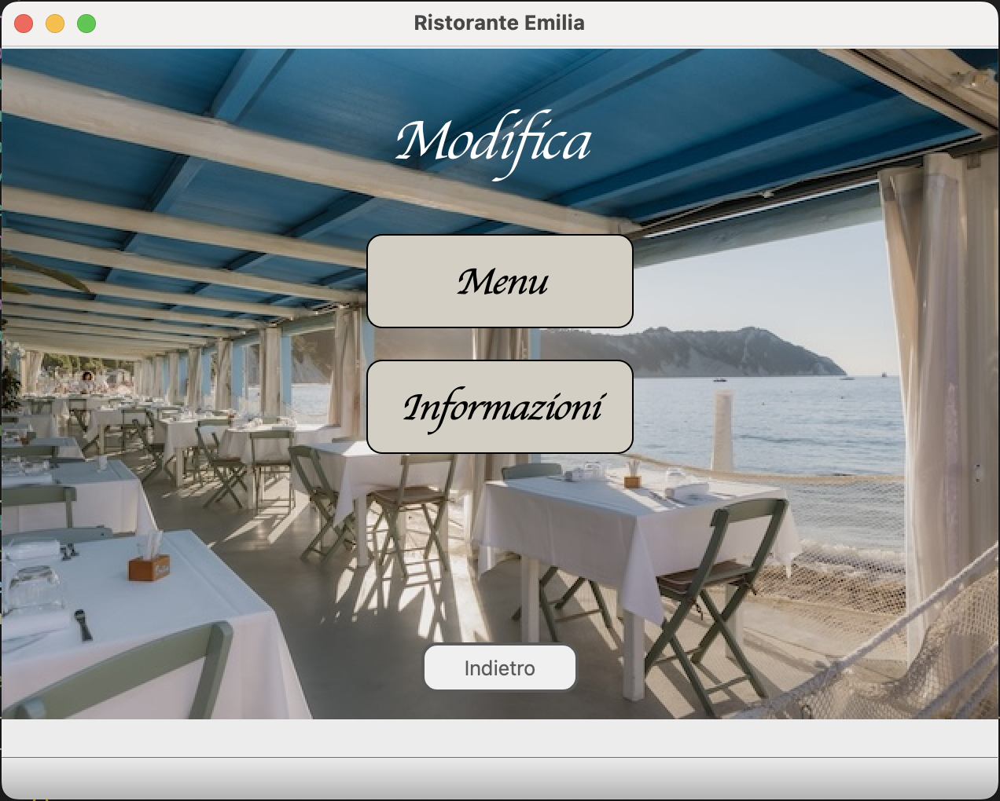 Ristorante Emilia
Modifica
Menu
Informazioni
Indietro